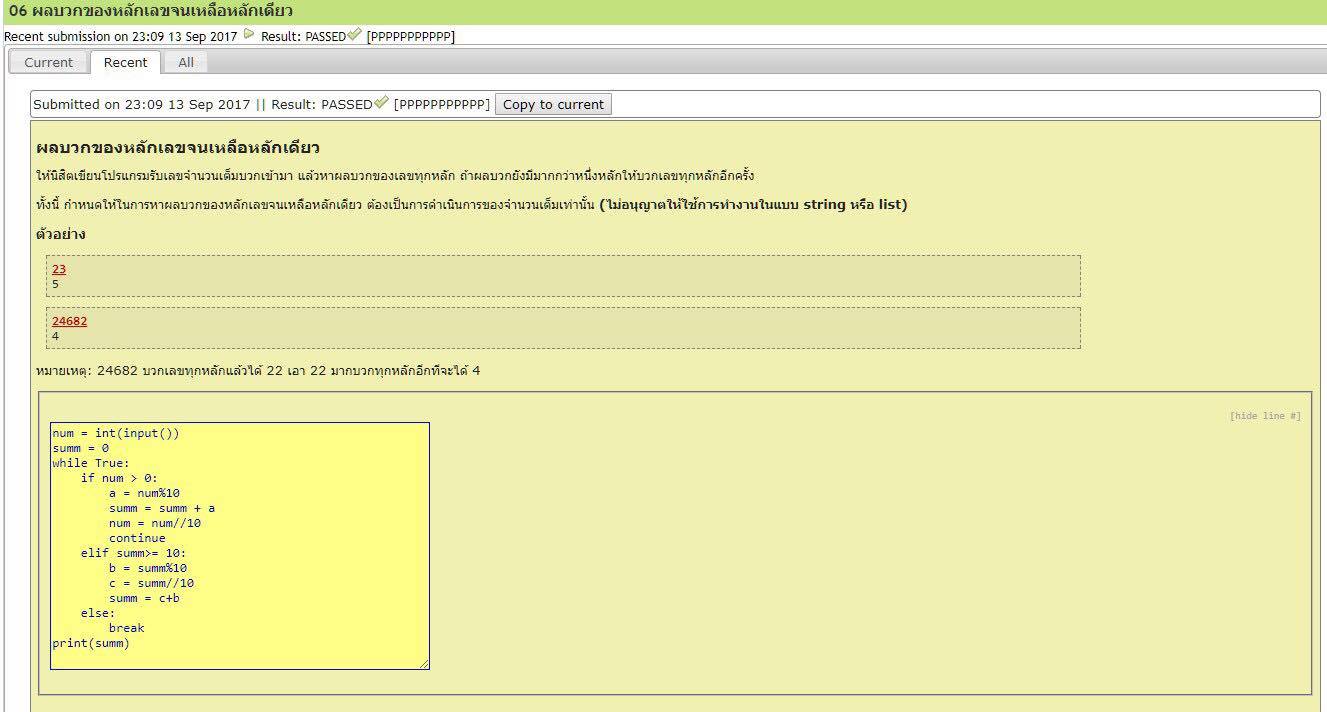 06 ผลบวกของหลักเลขจนเหลือหลักเดียว
Recent submission on 23:09 13 Sep 2017 Result: PASSED [PPPPPPPPPPP]
Current Recent All
Submitted on 23:09 13 Sep 2017 || Result: PASSED [PPPPPPPPPPP] Copy to current
ผลบวกของหลักเลขจนเหลือหลักเดียว
ให้นิสิตเขียนโปรแกรมรับเลขจำนวนเต็มบวกเข้ามา แล้วหาผลบวกของเลขทุกหลัก ถ้าผลบวกยังมีมากกว่าหนึ่งหลักให้บวกเลขทุกหลักอีกครั้ง
ทั้งนี้ กำหนดให้ในการหาผลบวกของหลักเลขจนเหลือหลักเดียว ต้องเป็นการดำเนินการของจำนวนเต็มเท่านั้น (ไม่อนุญาตให้ใช้การทำงานในแบบ string หรือ list)
ตัวอย่าง
23
5
24682
4
หมายเหตุ: 24682 บวกเลขทุกหลักแล้วได้ 22 เอา 22 มาบวกทุกหลักอีกทีจะได้ 4
[hide line #]
num = int(input())
summ = 0
while True:
    if num > 0:
        a = num%10
        summ = summ + a
        num = num//10
        continue
    elif summ>= 10:
        b = summ%10
        c = summ//10
        summ = c+b
    else:
        break
print(summ)